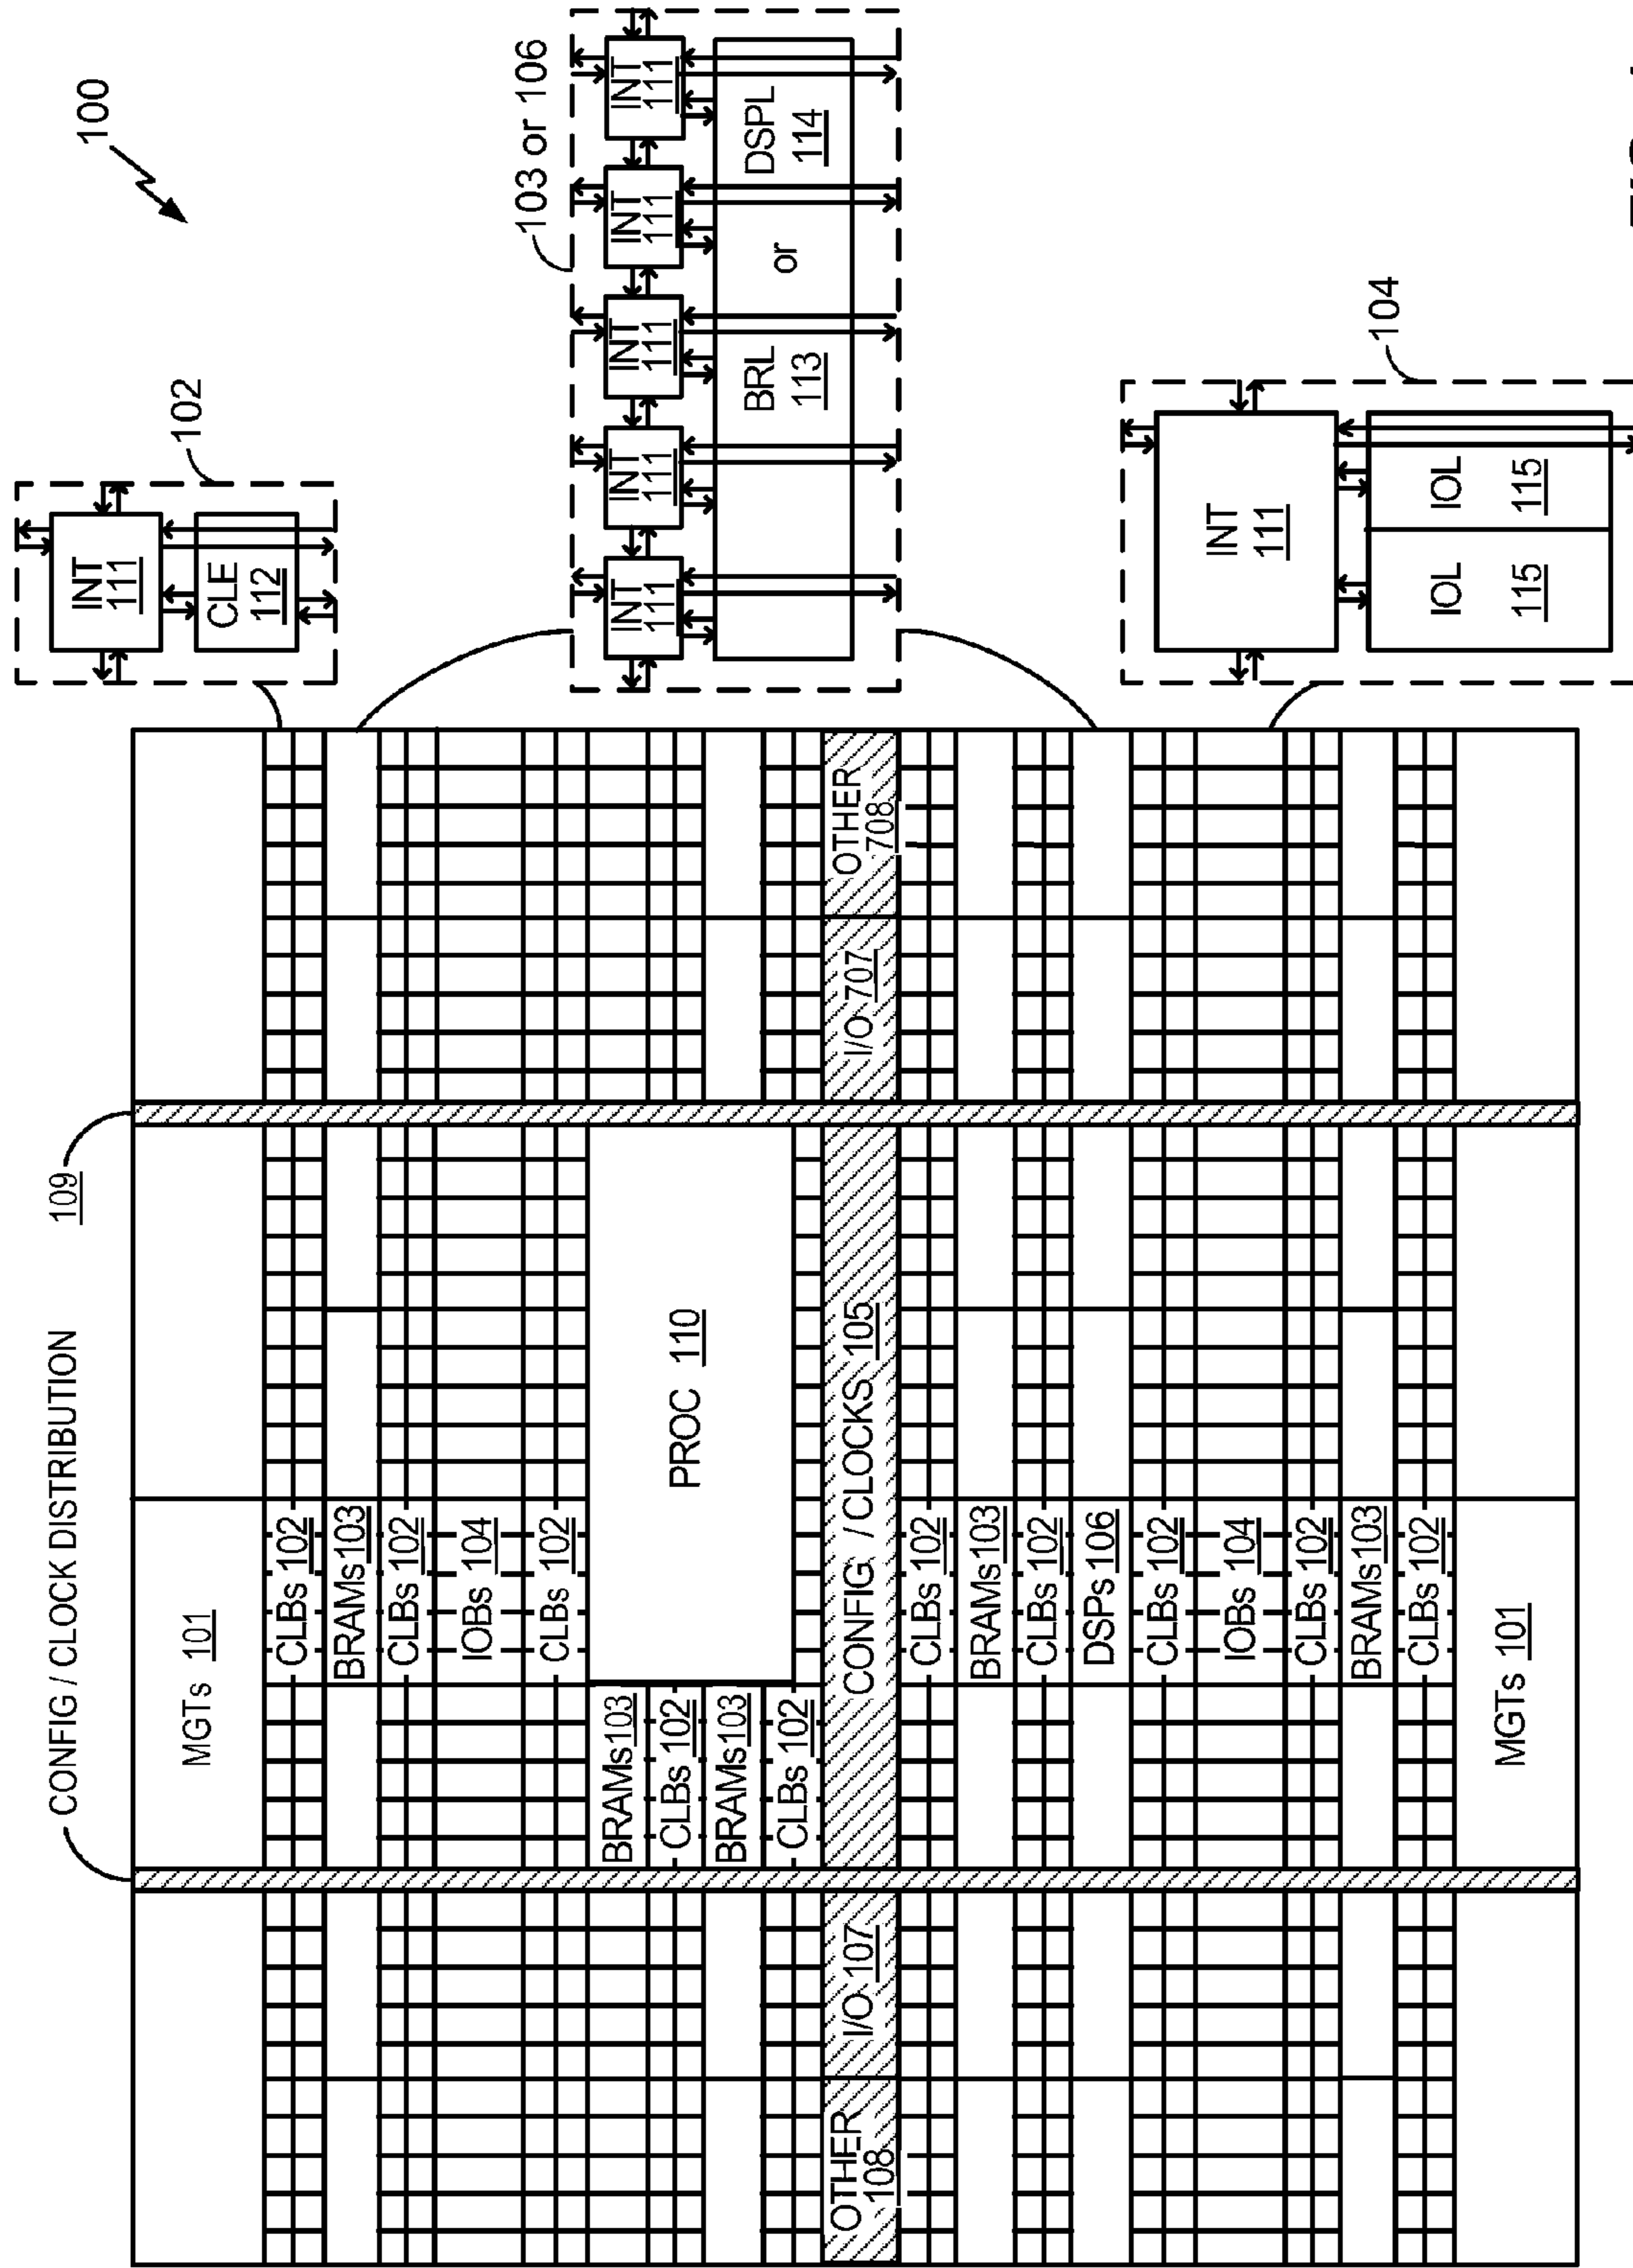 CONFIG / CLOCK DISTRIBUTION
109
100
MGTs 101
CLBs 102
BRAMs 103
CLBs 102
IOBs 104
CLBs 102
BRAMs 103
CLBs 102
BRAMs 103
CLBs 102
PROC 110
OTHER
108
I/O 107
CONFIG / CLOCKS 105
I/O 707
OTHER
708
CLBs 102
BRAMs 103
CLBs 102
DSPs 106
CLBs 102
IOBs 104
CLBs 102
BRAMs 103
CLBs 102
MGTs 101
102
INT
111
CLE
112
103 or 106
INT
111
INT
111
INT
111
INT
111
INT
111
BRL
113
or
DSPL
114
104
INT
111
IOL
115
IOL
115